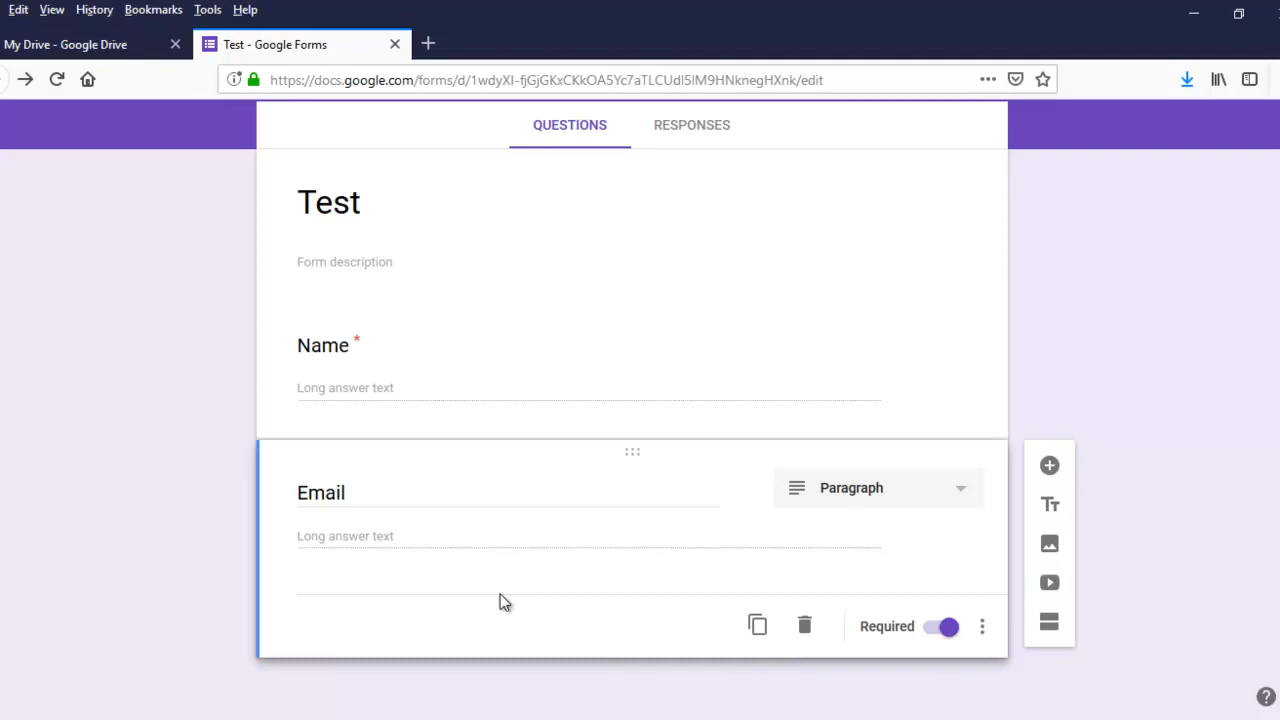 Edit View History Bookmarks Tools Help
My Drive - Google Drive Test - Google Forms
https://docs.google.com/forms/d/1wdyXI-fjGjGKxCKkOA5Yc7aTLCUdl5lM9HNknegHXnk/edit
QUESTIONS RESPONSES
Test
Form description
Name *
Long answer text
Email Paragraph
Long answer text
Required